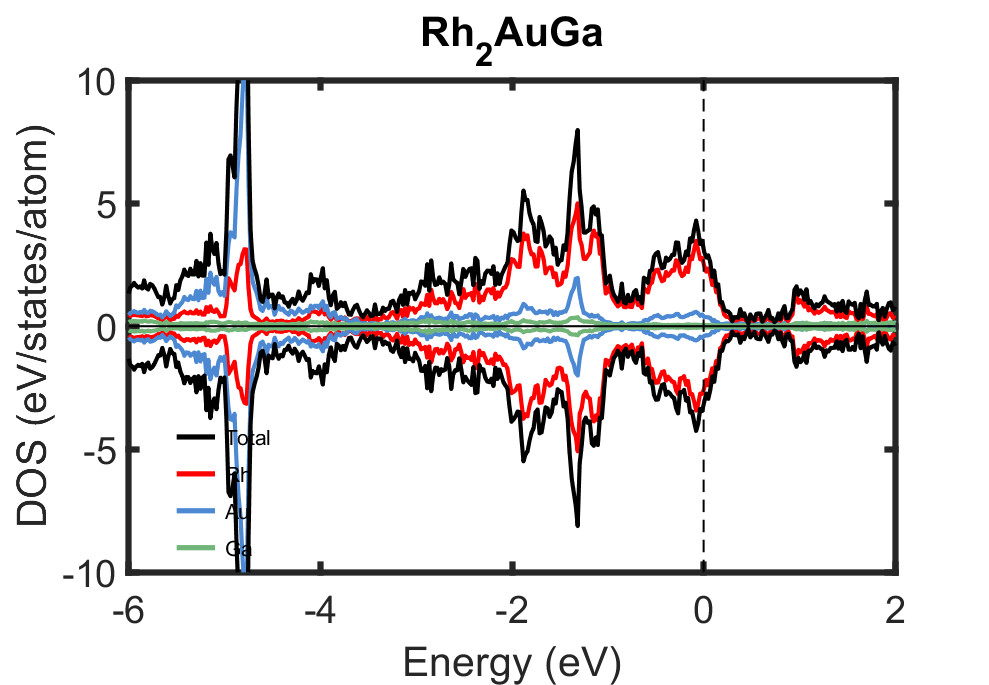 Rh2AuGa
DOS (eV/states/atom)
10
5
0
-5
-10
Total
Rh
Au
Ga
-6 -4 -2 0 2
Energy (eV)